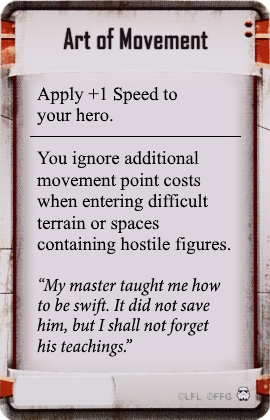 Art of Movement
Apply +1 Speed to
your hero.
You ignore additional
movement point costs
when entering difficult
terrain or spaces
containing hostile figures.
“My master taught me how
to be swift. It did not save
him, but I shall not forget
his teachings.”
©LFL ©FFG